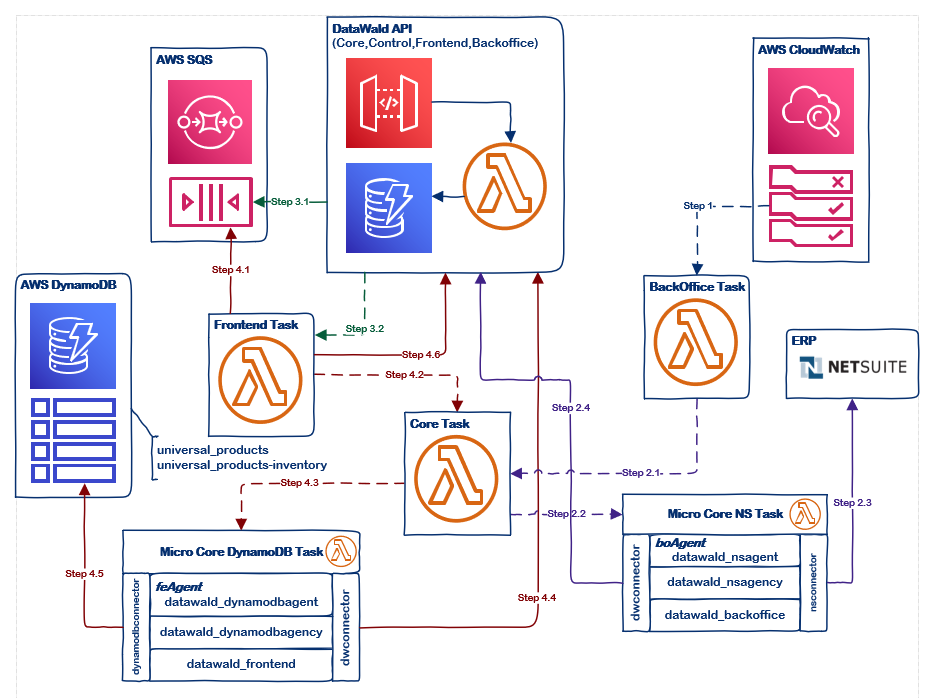 DataWald API
(Core,Control,Frontend,Backoffice)
AWS SQS
AWS CloudWatch
</>
Step 3.1
Step 1-
Step 4.1
AWS DynamoDB
BackOffice Task
Frontend Task
Step 3.2
ERP
Step 4.6
NETSUITE
Step 4.2
Step 2.4
Core Task
universal_products
universal_products-inventory
Step 2.1-
Step 4.3
Step 2.3
Step 2.2
Micro Core NS Task
boAgent
datawald_nsagent
datawald_nsagency
datawald_backoffice
dwconnector
nsconnector
Micro Core DynamoDB Task
Step 4.5
feAgent
datawald_dynamodbagent
datawald_dynamodbagency
datawald_frontend
dynamodbconnector
dwconnector
Step 4.4